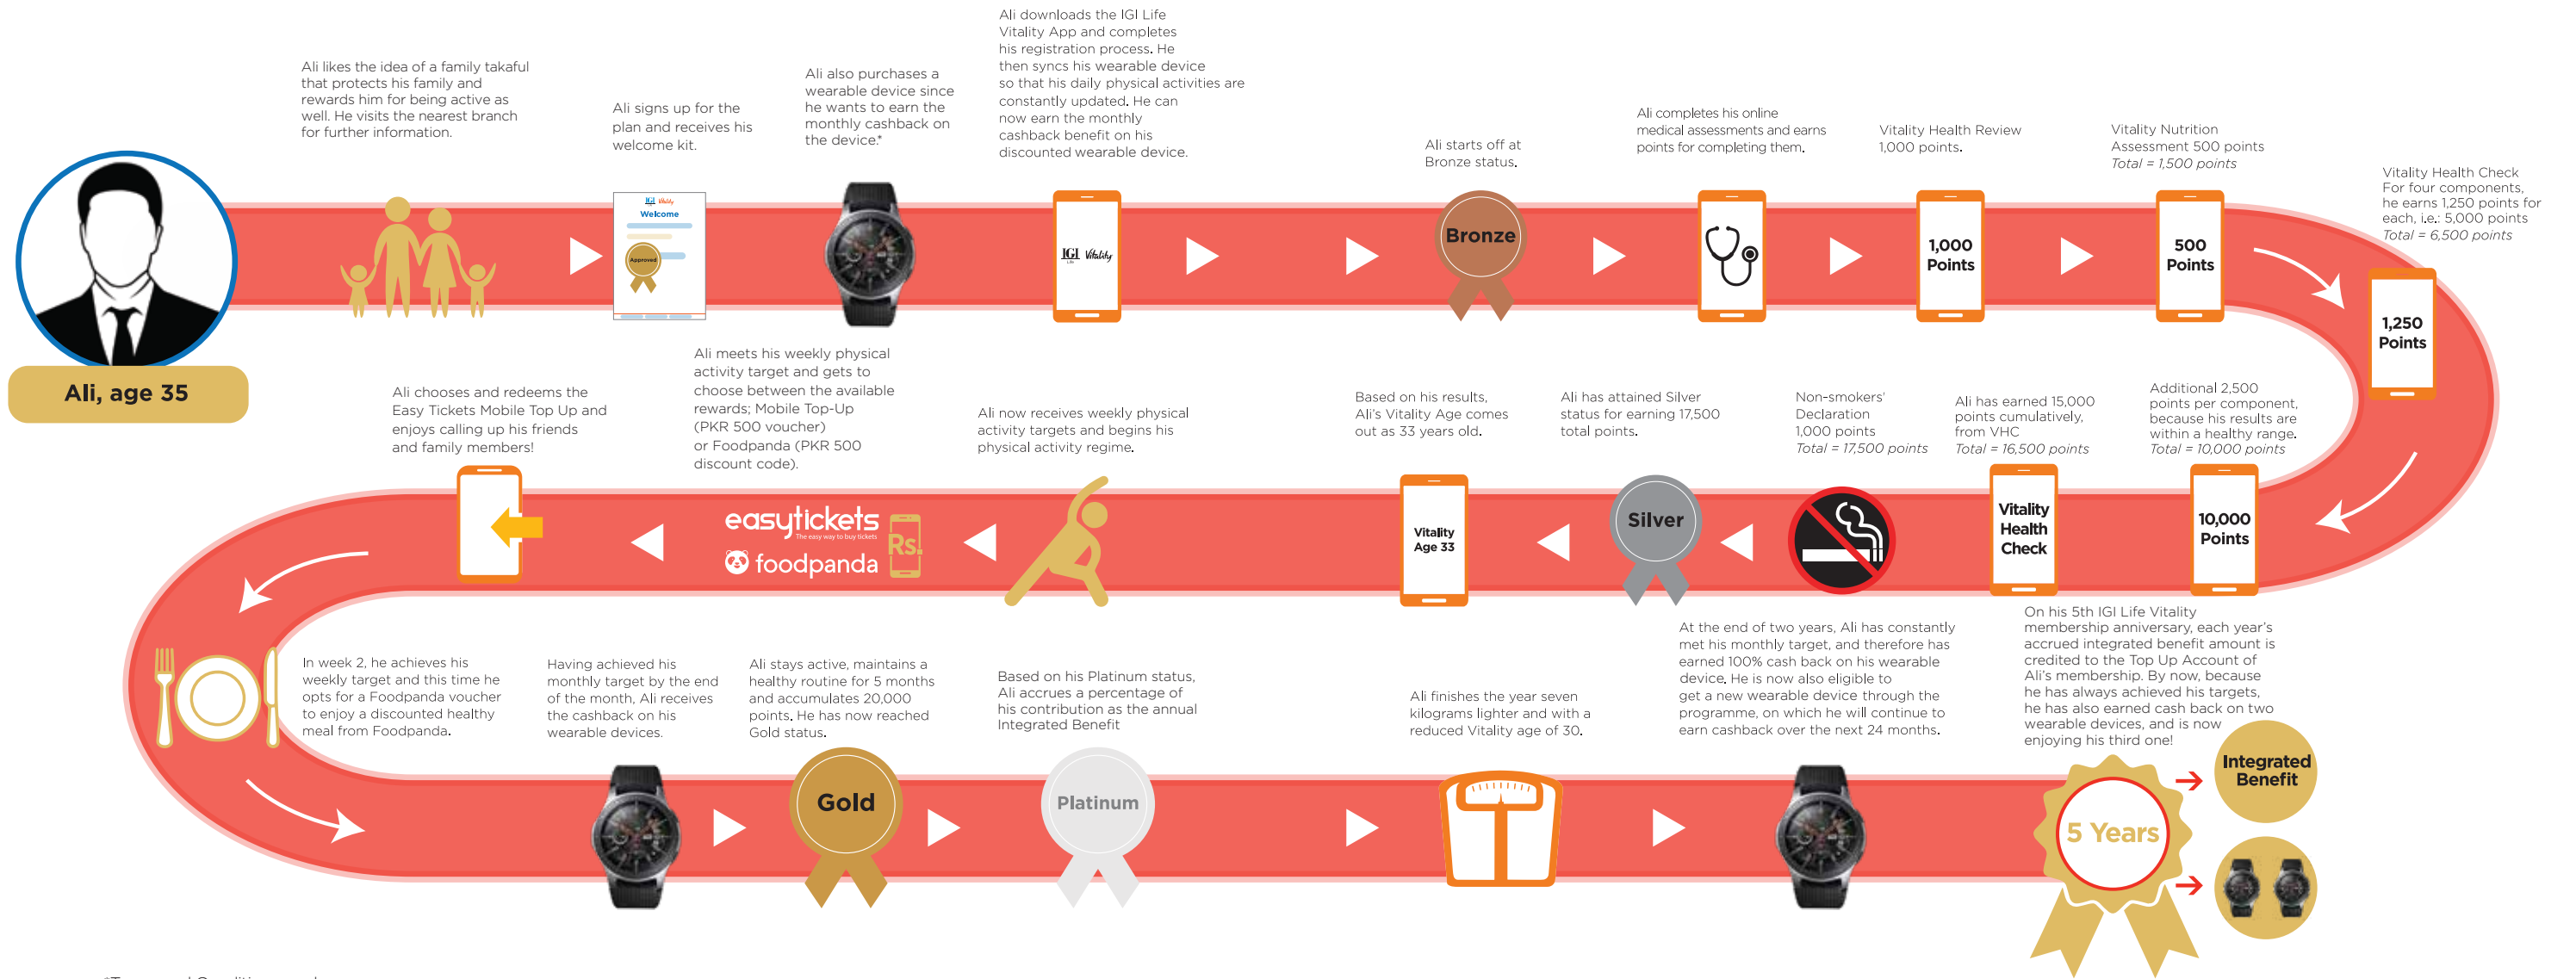 Ali, age 35
Ali likes the idea of a family takaful
that protects his family and
rewards him for being active as
well. He visits the nearest branch
for further information.
Ali signs up for the
plan and receives his
welcome kit.
IGI Vitality
Welcome
Approved
Ali also purchases a
wearable device since
he wants to earn the
monthly cashback on
the device.*
Ali downloads the IGI Life
Vitality App and completes
his registration process. He
then syncs his wearable device
so that his daily physical activities are
constantly updated. He can
now earn the monthly
cashback benefit on his
discounted wearable device.
IGI Vitality
Life
Ali starts off at
Bronze status.
Bronze
Ali completes his online
medical assessments and earns
points for completing them.
Vitality Health Review
1,000 points.
1,000
Points
Vitality Nutrition
Assessment 500 points
Total = 1,500 points
500
Points
Vitality Health Check
For four components,
he earns 1,250 points for
each, i.e.: 5,000 points
Total = 6,500 points
1,250
Points
Additional 2,500
points per component,
because his results are
within a healthy range.
Total = 10,000 points
10,000
Points
Ali has earned 15,000
points cumulatively,
from VHC
Total = 16,500 points
Vitality
Health
Check
Non-smokers'
Declaration
1,000 points
Total = 17,500 points
Ali has attained Silver
status for earning 17,500
total points.
Silver
Based on his results,
Ali's Vitality Age comes
out as 33 years old.
Vitality
Age 33
Ali now receives weekly physical
activity targets and begins his
physical activity regime.
Ali meets his weekly physical
activity target and gets to
choose between the available
rewards; Mobile Top-Up
(PKR 500 voucher)
or Foodpanda (PKR 500
discount code).
easytickets
The easy way to buy tickets
foodpanda
Rs.
Ali chooses and redeems the
Easy Tickets Mobile Top Up and
enjoys calling up his friends
and family members!
In week 2, he achieves his
weekly target and this time he
opts for a Foodpanda voucher
to enjoy a discounted healthy
meal from Foodpanda.
Having achieved his
monthly target by the end
of the month, Ali receives
the cashback on his
wearable devices.
Ali stays active, maintains a
healthy routine for 5 months
and accumulates 20,000
points. He has now reached
Gold status.
Gold
Based on his Platinum status,
Ali accrues a percentage of
his contribution as the annual
Integrated Benefit
Platinum
Ali finishes the year seven
kilograms lighter and with a
reduced Vitality age of 30.
At the end of two years, Ali has constantly
met his monthly target, and therefore has
earned 100% cash back on his wearable
device. He is now also eligible to
get a new wearable device through the
programme, on which he will continue to
earn cashback over the next 24 months.
On his 5th IGI Life Vitality
membership anniversary, each year's
accrued integrated benefit amount is
credited to the Top Up Account of
Ali's membership. By now, because
he has always achieved his targets,
he has also earned cash back on two
wearable devices, and is now
enjoying his third one!
5 Years
Integrated
Benefit